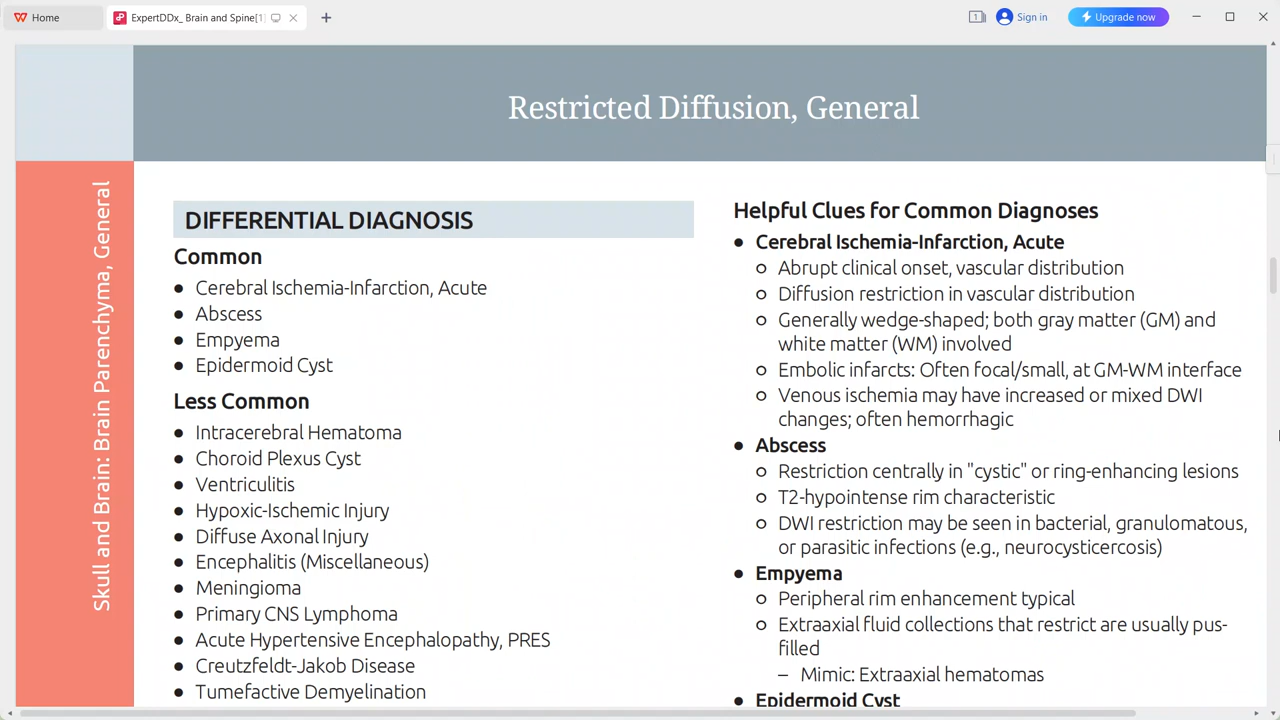 Home
ExpertDDx_ Brain and Spine[1]
Sign in
Upgrade now
Restricted Diffusion, General
Skull and Brain: Brain Parenchyma, General
DIFFERENTIAL DIAGNOSIS
Common
● Cerebral Ischemia-Infarction, Acute
● Abscess
● Empyema
● Epidermoid Cyst
Less Common
● Intracerebral Hematoma
● Choroid Plexus Cyst
● Ventriculitis
● Hypoxic-Ischemic Injury
● Diffuse Axonal Injury
● Encephalitis (Miscellaneous)
● Meningioma
● Primary CNS Lymphoma
● Acute Hypertensive Encephalopathy, PRES
● Creutzfeldt-Jakob Disease
● Tumefactive Demyelination
Helpful Clues for Common Diagnoses
● Cerebral Ischemia-Infarction, Acute
○ Abrupt clinical onset, vascular distribution
○ Diffusion restriction in vascular distribution
○ Generally wedge-shaped; both gray matter (GM) and
white matter (WM) involved
○ Embolic infarcts: Often focal/small, at GM-WM interface
○ Venous ischemia may have increased or mixed DWI
changes; often hemorrhagic
● Abscess
○ Restriction centrally in "cystic" or ring-enhancing lesions
○ T2-hypointense rim characteristic
○ DWI restriction may be seen in bacterial, granulomatous,
or parasitic infections (e.g., neurocysticercosis)
● Empyema
○ Peripheral rim enhancement typical
○ Extraaxial fluid collections that restrict are usually pus-
filled
– Mimic: Extraaxial hematomas
● Epidermoid Cyst